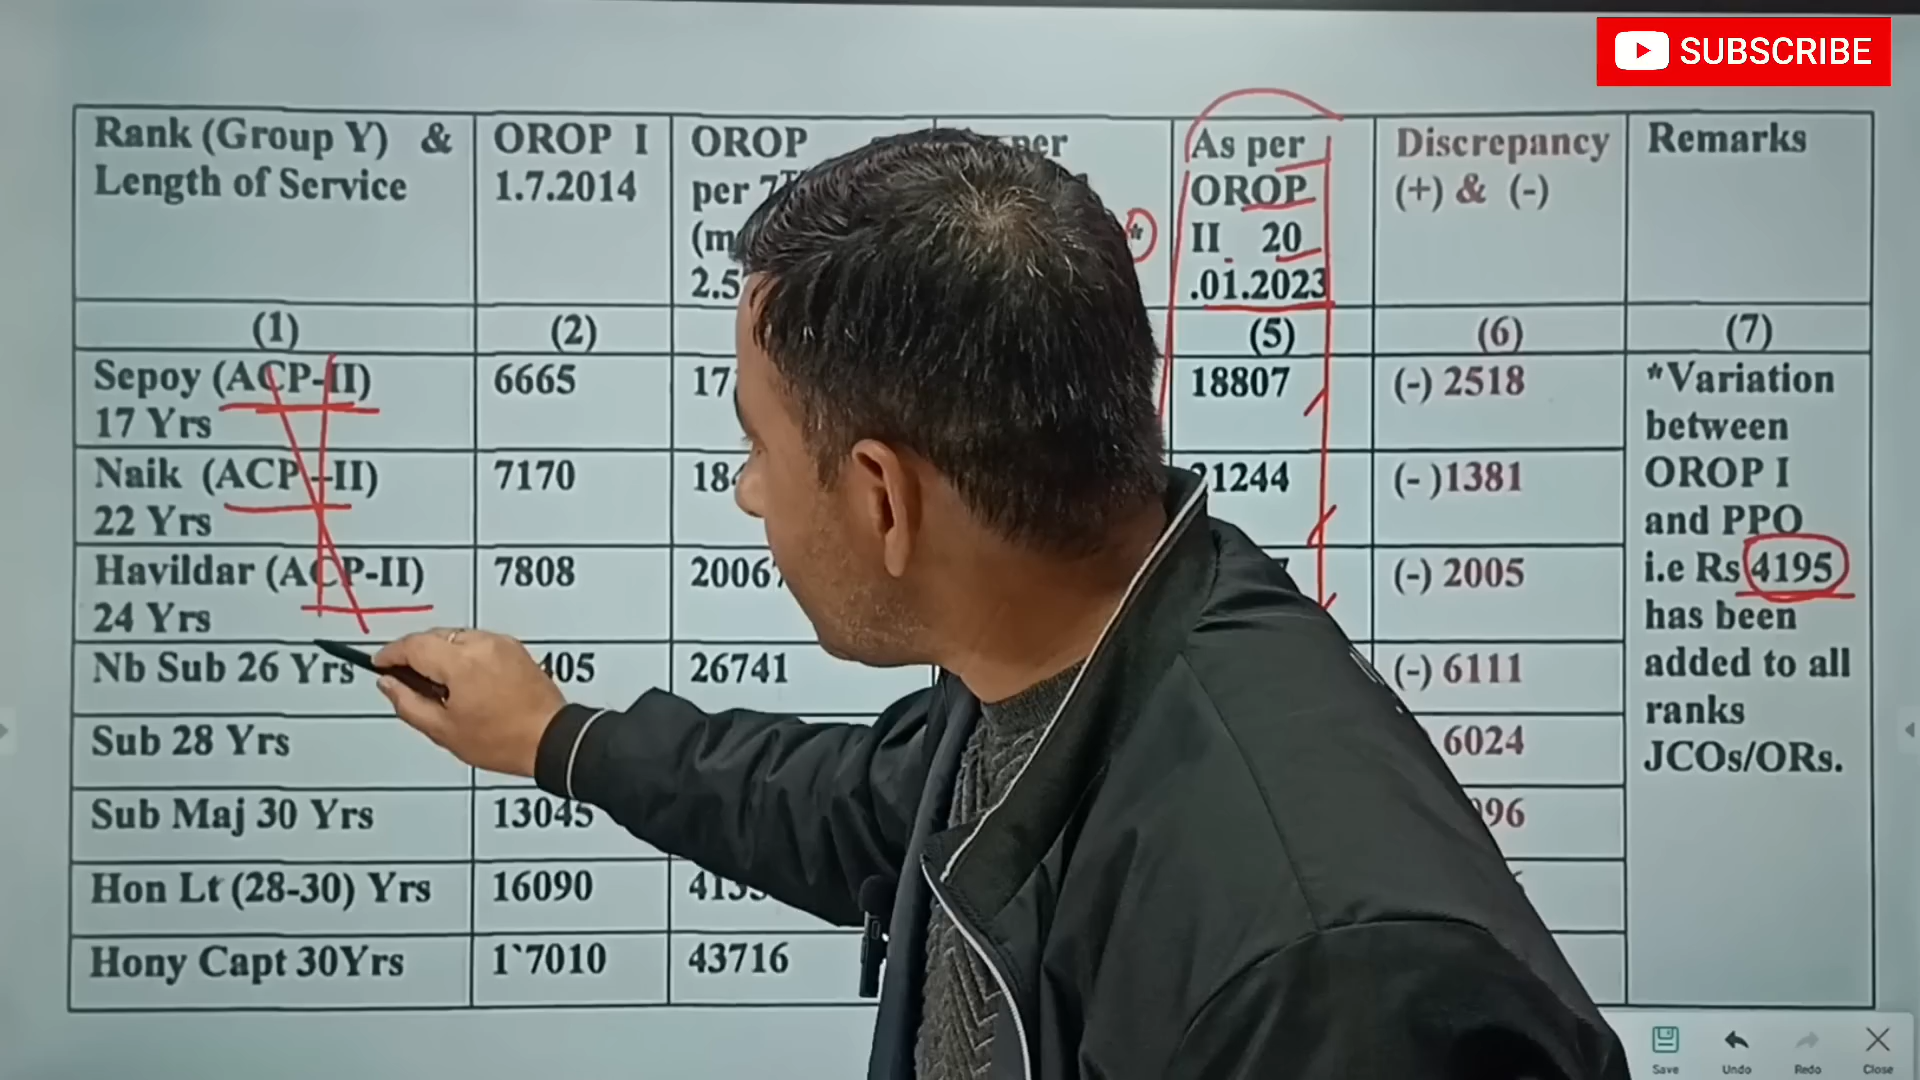 SUBSCRIBE
Rank (Group Y) &
Length of Service
OROP I
1.7.2014
OROP
per
(m
2.5
per
*
As per
OROP
II 20
.01.2023
Discrepancy
(+) & (-)
Remarks
(1)
(2)
(5)
(6)
(7)
Sepoy (ACP-II)
17 Yrs
6665
17
18807
(-) 2518
Naik (ACP -II)
22 Yrs
7170
18
21244
(- )1381
Havildar (ACP-II)
24 Yrs
7808
2006
(-) 2005
Nb Sub 26 Yrs
405
26741
(-) 6111
Sub 28 Yrs
6024
Sub Maj 30 Yrs
13045
96
Hon Lt (28-30) Yrs
16090
Hony Capt 30Yrs
1`7010
43716
*Variation
between
OROP I
and PPO
i.e Rs 4195
has been
added to all
ranks
JCOs/ORs.
Save Undo Redo Close